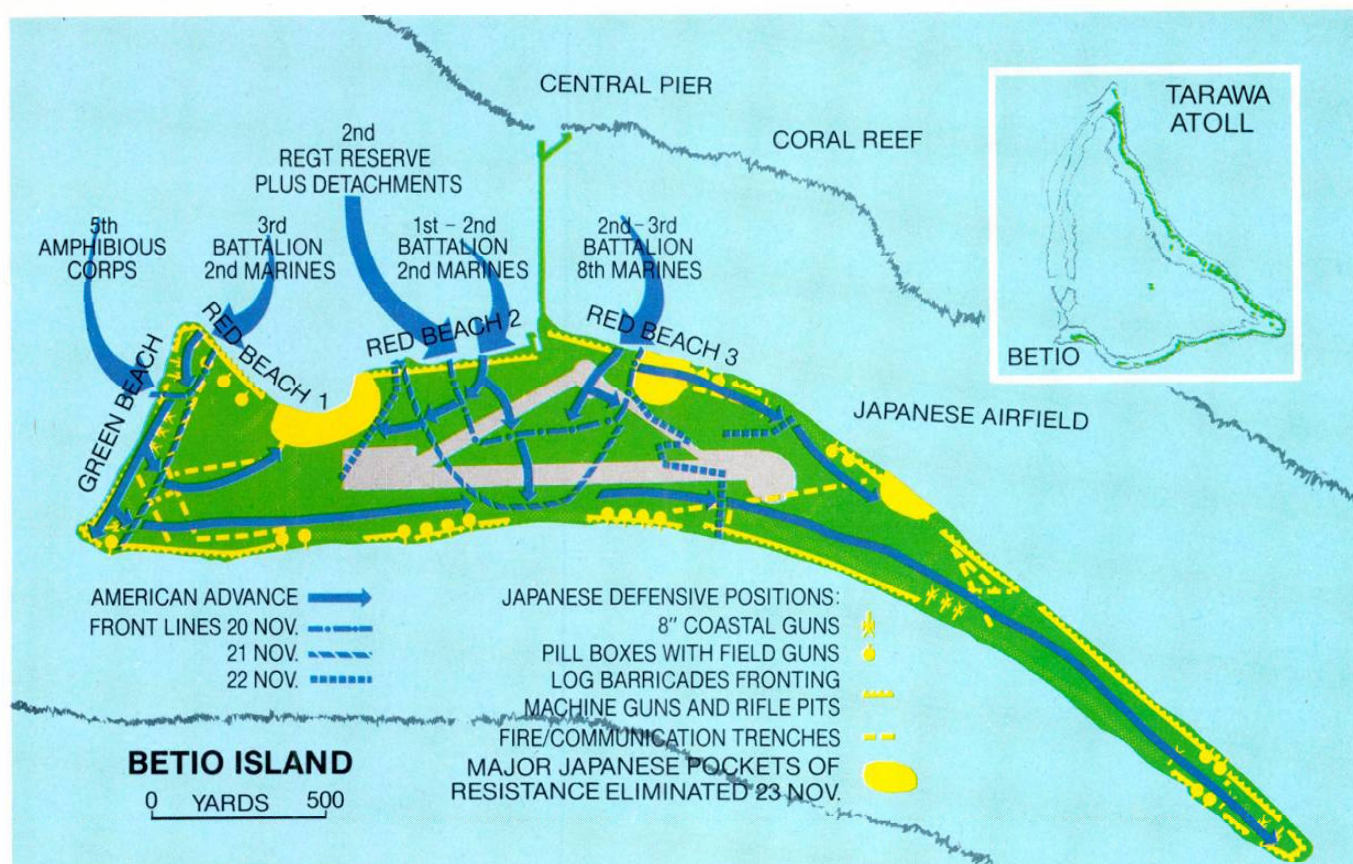 CENTRAL PIER
CORAL REEF
TARAWA
ATOLL
BETIO
2nd
REGT RESERVE
PLUS DETACHMENTS
5th
AMPHIBIOUS
CORPS
3rd
BATTALION
2nd MARINES
1st – 2nd
BATTALION
2nd MARINES
2nd – 3rd
BATTALION
8th MARINES
GREEN BEACH
RED BEACH 1
RED BEACH 2
RED BEACH 3
JAPANESE AIRFIELD
AMERICAN ADVANCE
FRONT LINES 20 NOV.
21 NOV.
22 NOV.
JAPANESE DEFENSIVE POSITIONS:
8" COASTAL GUNS
PILL BOXES WITH FIELD GUNS
LOG BARRICADES FRONTING
MACHINE GUNS AND RIFLE PITS
FIRE/COMMUNICATION TRENCHES
MAJOR JAPANESE POCKETS OF
RESISTANCE ELIMINATED 23 NOV.
BETIO ISLAND
0 YARDS 500